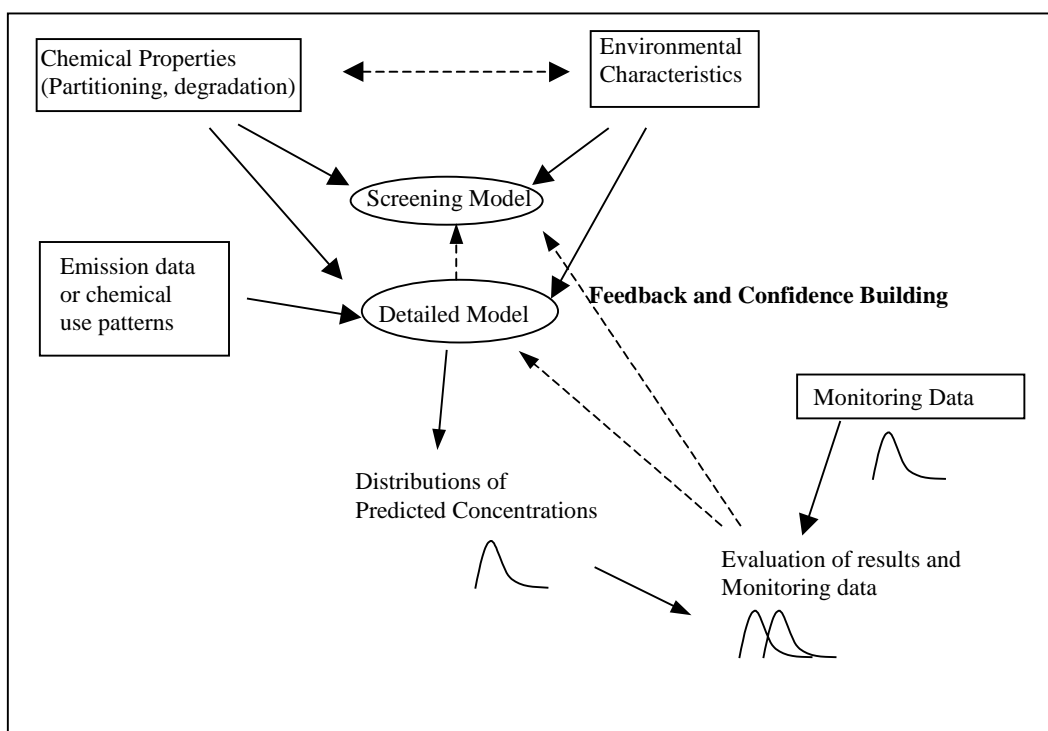 Chemical Properties
(Partitioning, degradation)
Environmental
Characteristics
Screening Model
Emission data
or chemical
use patterns
Detailed Model
Feedback and Confidence Building
Monitoring Data
Distributions of
Predicted Concentrations
Evaluation of results and
Monitoring data